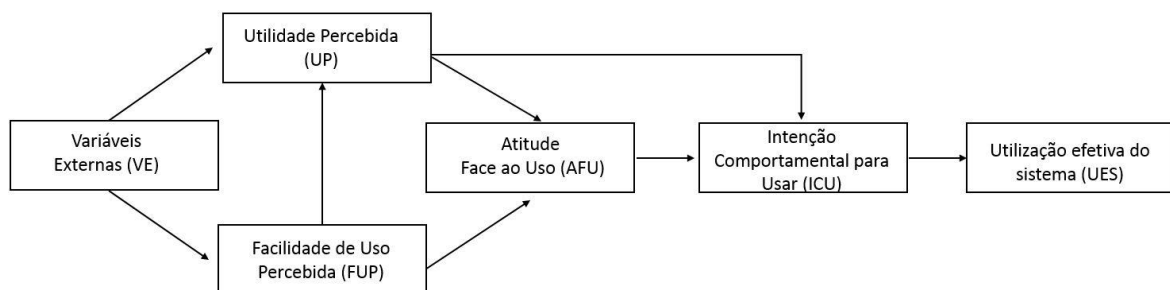 Utilidade Percebida
(UP)
Variáveis
Externas (VE)
Atitude
Face ao Uso (AFU)
Intenção
Comportamental para
Usar (ICU)
Utilização efetiva do
sistema (UES)
Facilidade de Uso
Percebida (FUP)